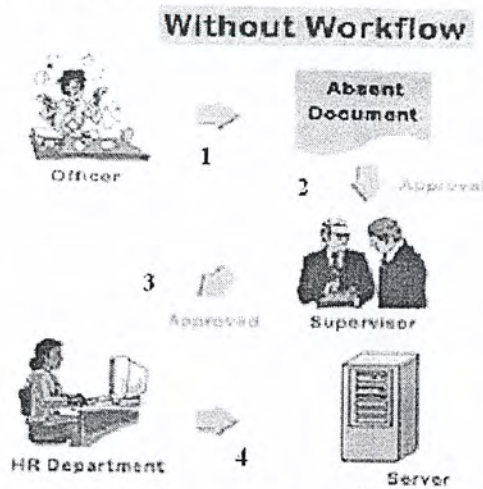 Without Workflow
Absent
Document
Officer
1
2
Approval
3
Approved
Supervisor
HR Department
4
Server